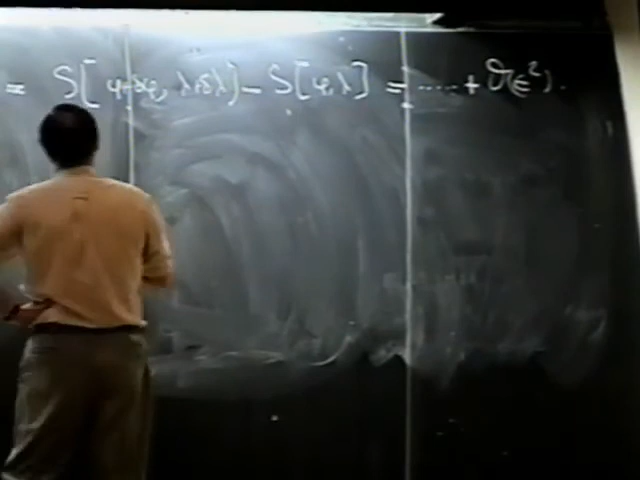 = S[φ+δφ, λ+δλ] - S[φ,λ] = ..... + O(ε²).